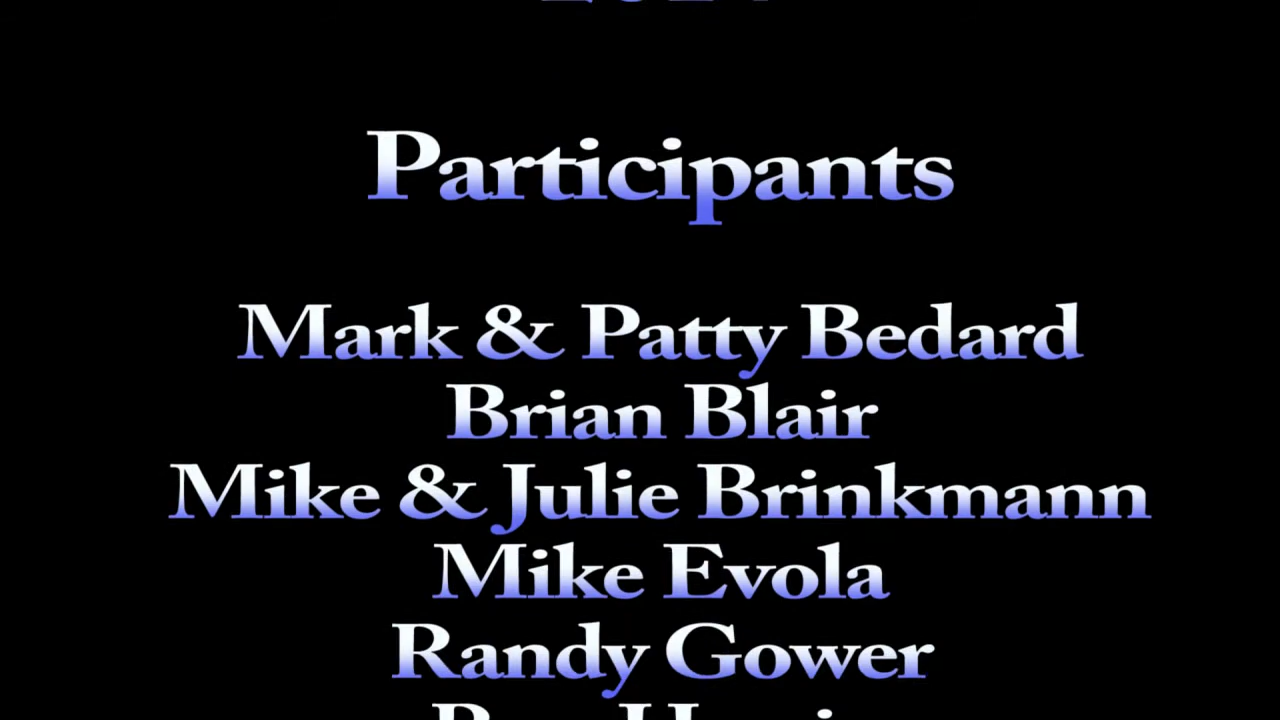 Participants
Mark & Patty Bedard
Brian Blair
Mike & Julie Brinkmann
Mike Evola
Randy Gower